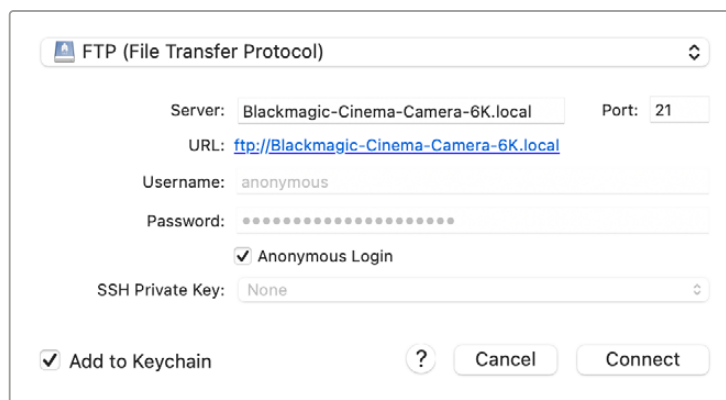 FTP (File Transfer Protocol)
Server: Blackmagic-Cinema-Camera-6K.local Port: 21
URL: ftp://Blackmagic-Cinema-Camera-6K.local
Username: anonymous
Password: ●●●●●●●●●●●●●●●●●●●●●
Anonymous Login
SSH Private Key: None
Add to Keychain ? Cancel Connect